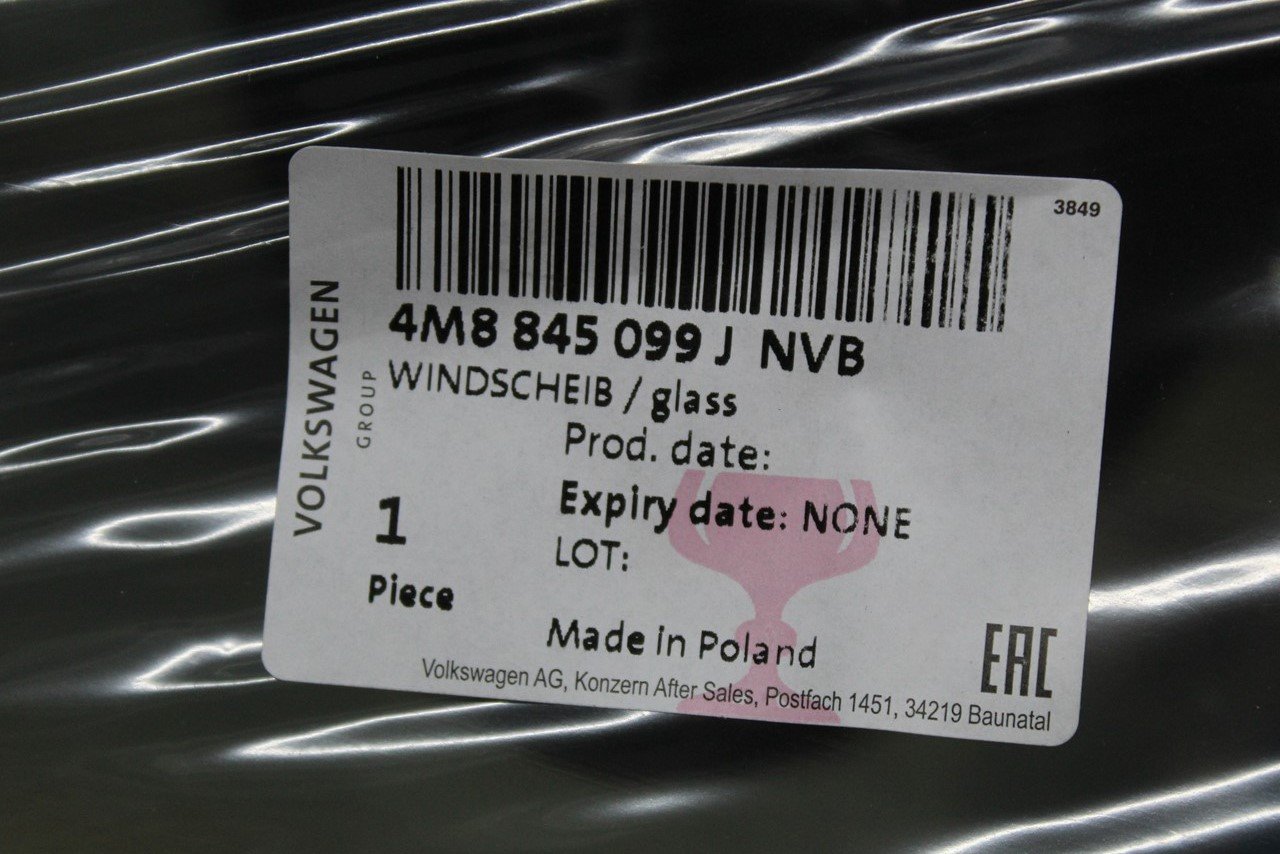 3849
4M8 845 099 J NVB
WINDSCHEIB / glass
Prod. date:
Expiry date: NONE
LOT:
1
Piece
Made in Poland
Volkswagen AG, Konzern After Sales, Postfach 1451, 34219 Baunatal
VOLKSWAGEN
GROUP
EAC